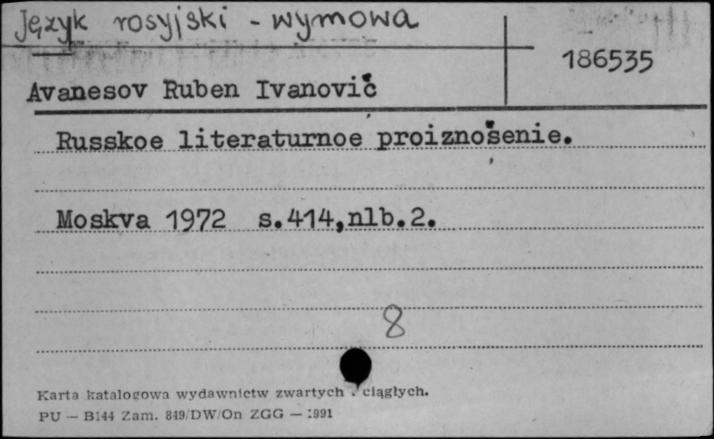 Język rosyjski - wymowa
186535
Avanesov Ruben Ivanovič
Russkoe literaturnoe proiznošenie.
Moskva 1972 s.414,nlb.2.
8
Karta katalogowa wydawnictw zwartych i ciągłych.
PU — B144 Zam. 849/DW/On ZGG — 1991